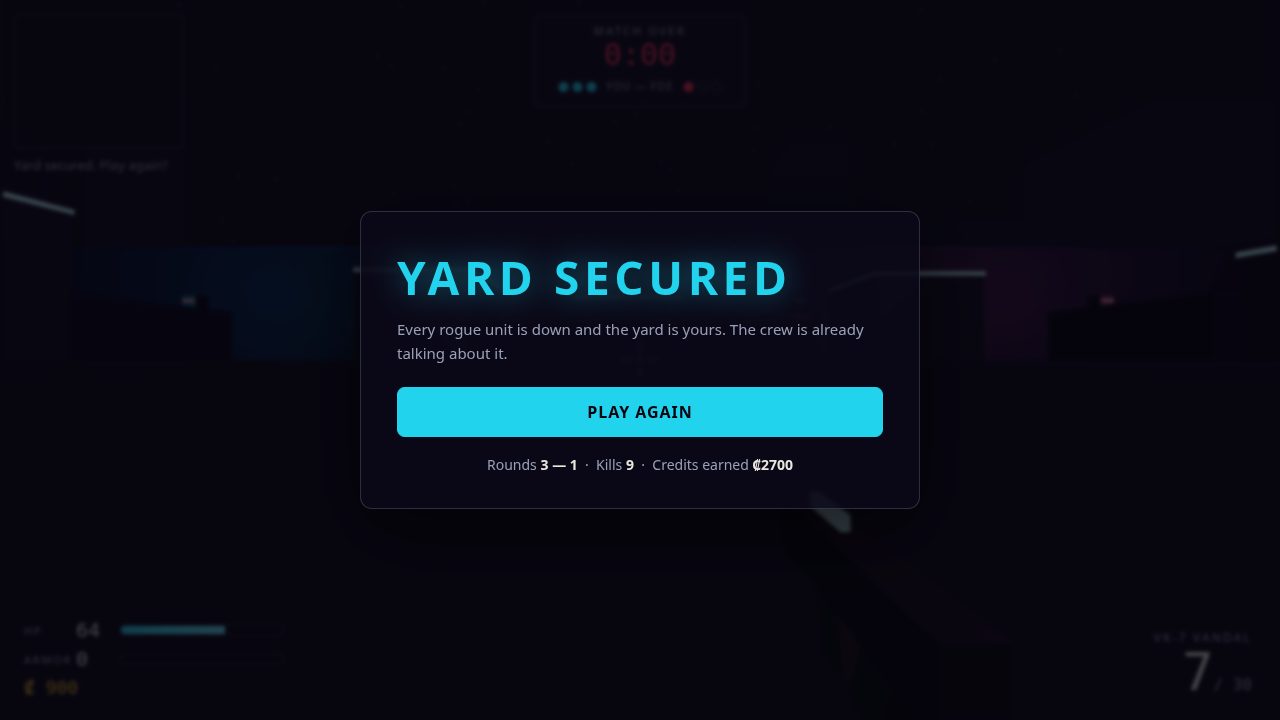 MATCH OVER
0:00
YOU — FOE
Yard secured. Play again?
YARD SECURED
Every rogue unit is down and the yard is yours. The crew is already
talking about it.
PLAY AGAIN
Rounds 3 — 1 · Kills 9 · Credits earned ₡2700
HP 64
ARMOR 0
₡ 900
VK-7 VANDAL
7 / 30